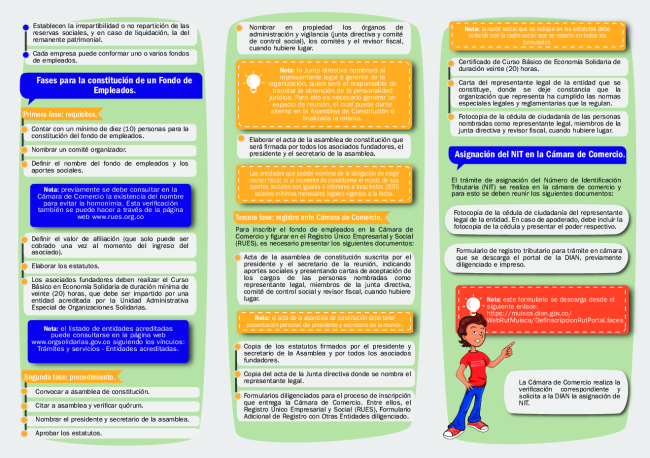 Establecen la irrepartibilidad o no repartición de las
reservas sociales, y en caso de liquidación, la del
remanente patrimonial.
Cada empresa puede conformar uno o varios fondos
de empleados.
Fases para la constitución de un Fondo de
Empleados.
Primera fase: requisitos.
Contar con un mínimo de diez (10) personas para la
constitución del fondo de empleados.
Nombrar un comité organizador.
Definir el nombre del fondo de empleados y los
aportes sociales.
Nota: previamente se debe consultar en la
Cámara de Comercio la existencia del nombre
para evitar la homonimia. Esta verificación
también se puede hacer a través de la página
web www.rues.org.co
Definir el valor de afiliación (que solo puede ser
cobrado una vez al momento del ingreso del
asociado).
Elaborar los estatutos.
Los asociados fundadores deben realizar el Curso
Básico en Economía Solidaria de duración mínima de
veinte (20) horas, que debe ser impartido por una
entidad acreditada por la Unidad Administrativa
Especial de Organizaciones Solidarias.
Nota: el listado de entidades acreditadas
puede consultarse en la página web
www.orgsolidarias.gov.co siguiendo los vínculos:
Trámites y servicios - Entidades acreditadas.
Segunda fase: procedimiento.
Convocar a asamblea de constitución.
Citar a asamblea y verificar quórum.
Nombrar el presidente y secretario de la asamblea.
Aprobar los estatutos.
Nombrar en propiedad los órganos de
administración y vigilancia (junta directiva y comité
de control social), los comités y el revisor fiscal,
cuando hubiere lugar.
Nota: la Junta directiva nombrará el
representante legal o gerente de la
organización, quien será el responsable de
tramitar la obtención de la personalidad
jurídica. Para ello es necesario generar un
espacio de reunión, el cual puede darse
alterno en la Asamblea de Constitución o
finalizada la misma.
Elaborar el acta de la asamblea de constitución que
será firmada por todos los asociados fundadores, el
presidente y el secretario de la asamblea.
Las entidades que podrán eximirse de la obligación de elegir
revisor fiscal, si al momento de constituirse el monto de sus
aportes sociales son iguales o inferiores a trescientos (300)
salarios mínimos mensuales legales vigentes a la fecha.
Tercera fase: registro ante Cámara de Comercio.
Para inscribir el fondo de empleados en la Cámara de
Comercio y figurar en el Registro Único Empresarial y Social
(RUES), es necesario presentar los siguientes documentos:
Acta de la asamblea de constitución suscrita por el
presidente y el secretario de la reunión, indicando
aportes sociales y presentando cartas de aceptación de
los cargos de las personas nombradas como
representante legal, miembros de la junta directiva,
comité de control social y revisor fiscal, cuando hubiere
lugar.
Nota: el acta de la asamblea de constitución debe tener
presentación personal del presidente y secretario de la reunión.
Copia de los estatutos firmados por el presidente y
secretario de la Asamblea y por todos los asociados
fundadores.
Copia del acta de la Junta directiva donde se nombra el
representante legal.
Formularios diligenciados para el proceso de inscripción
que entrega la Cámara de Comercio. Entre ellos, el
Registro Único Empresarial y Social (RUES), Formulario
Adicional de Registro con Otras Entidades diligenciado.
Nota: la razón social que se indique en los estatutos debe
coincidir con la razón social que se reporte en todos los
formularios.
Certificado de Curso Básico de Economía Solidaria de
duración veinte (20) horas.
Carta del representante legal de la entidad que se
constituye, donde se deje constancia que la
organización que representa ha cumplido las normas
especiales legales y reglamentarias que la regulan.
Fotocopia de la cédula de ciudadanía de las personas
nombradas como representante legal, miembros de la
junta directiva y revisor fiscal, cuando hubiere lugar.
Asignación del NIT en la Cámara de Comercio.
El trámite de asignación del Número de Identificación
Tributaria (NIT) se realiza en la cámara de comercio y
para esto se deben reunir los siguientes documentos:
Fotocopia de la cédula de ciudadanía del representante
legal de la entidad. En caso de apoderado, debe incluir la
fotocopia de la cédula y presentar el poder respectivo.
Formulario de registro tributario para trámite en cámara
que se descarga el portal de la DIAN, previamente
diligenciado e impreso.
Nota: este formulario se descarga desde el
siguiente enlace:
https://muisca.dian.gov.co/
WebRutMuisca/DefInscripcionRutPortal.faces
La Cámara de Comercio realiza la
verificación correspondiente y
solicita a la DIAN la asignación de
NIT.